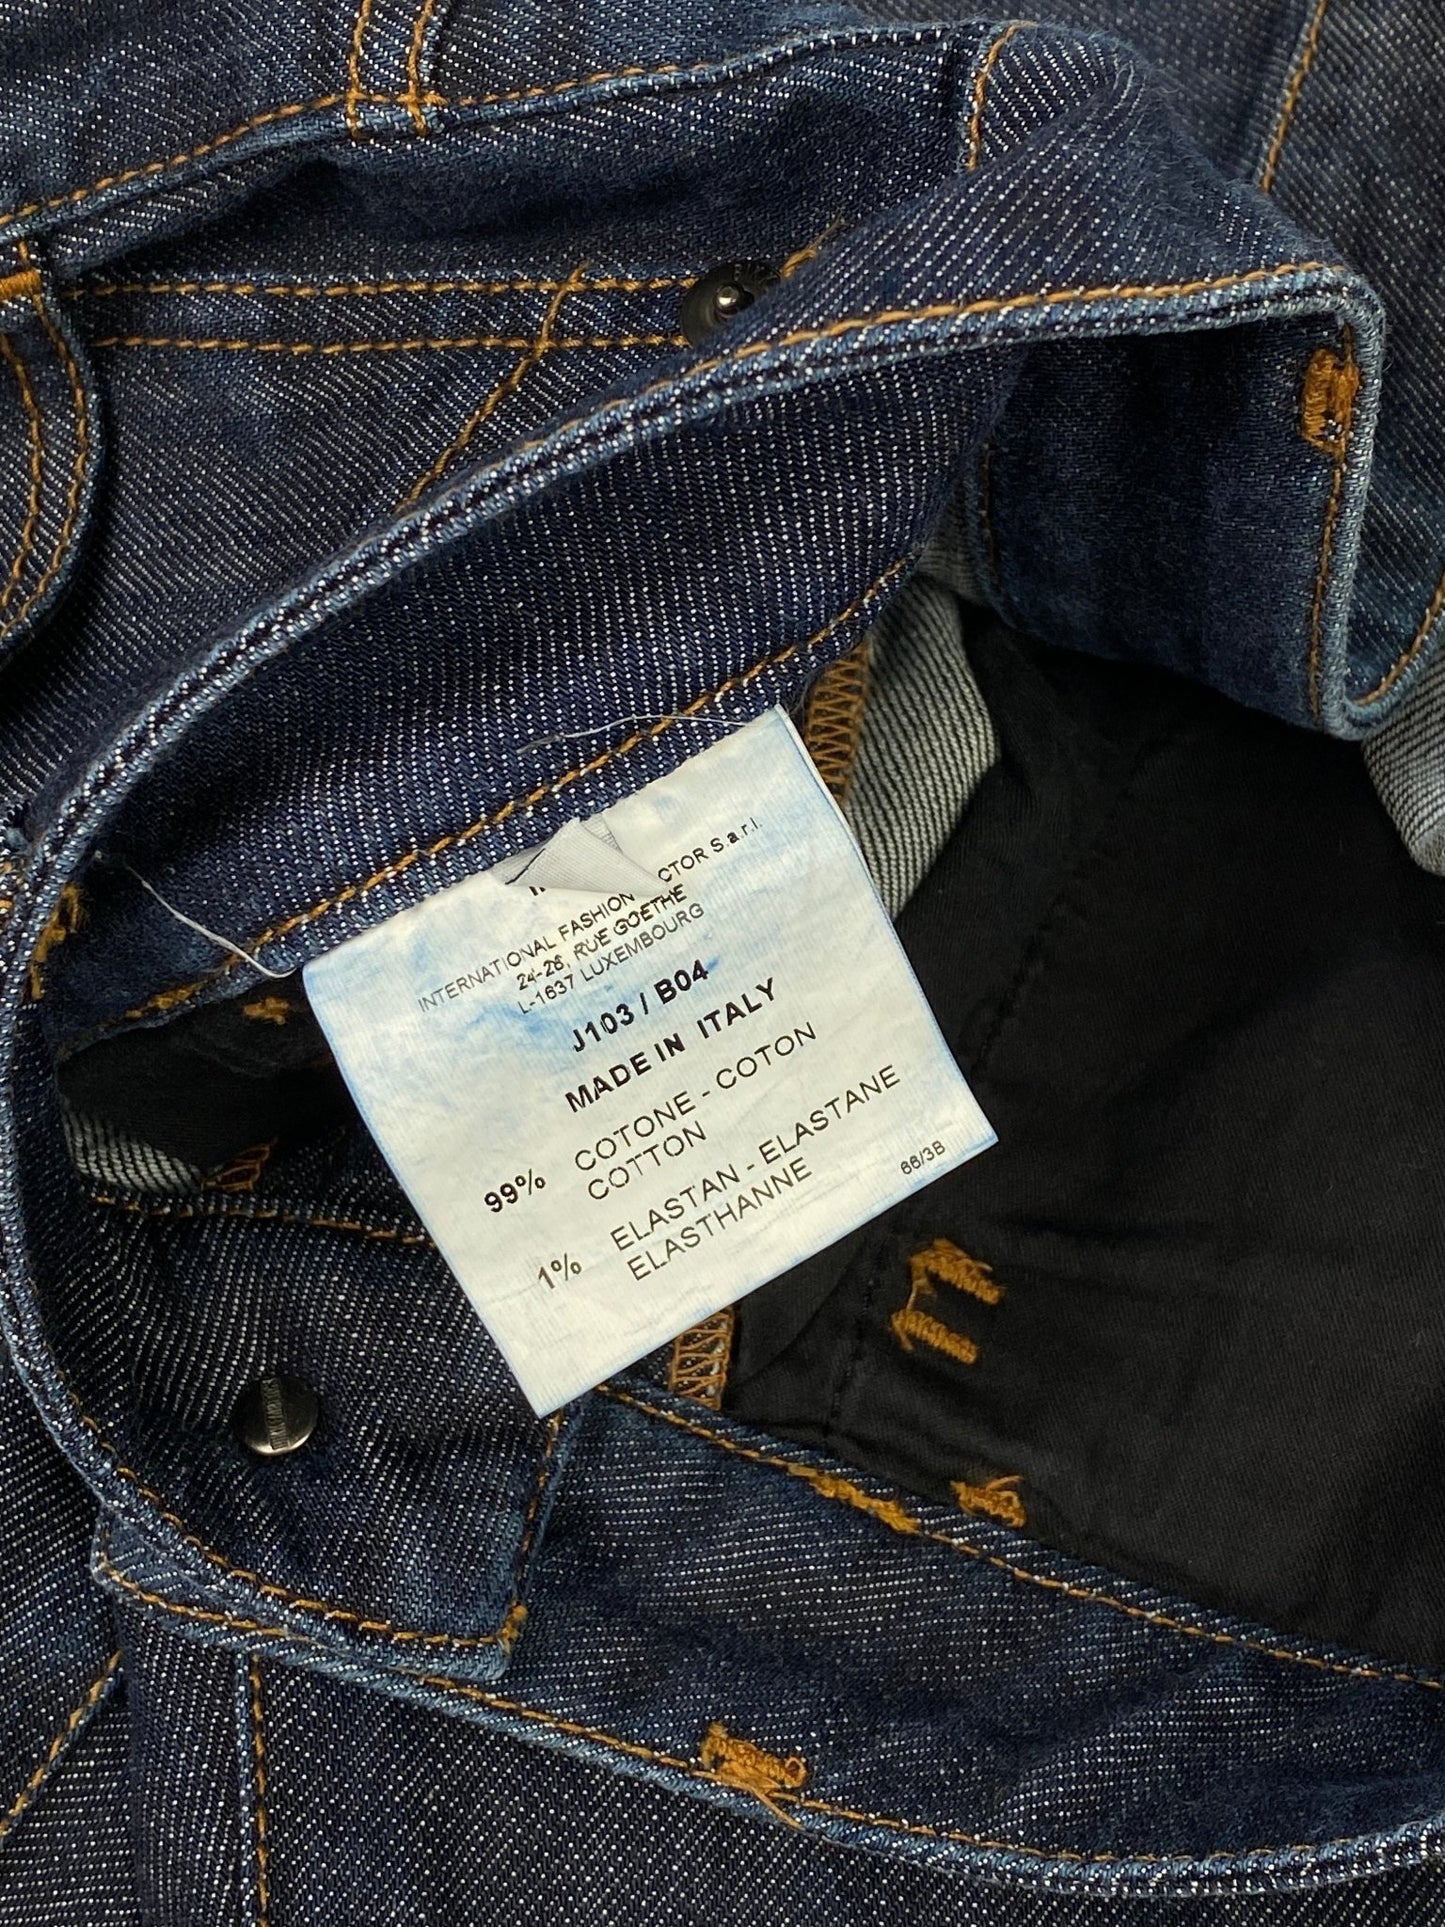 INTERNATIONAL FASHION CTOR S.a.r.l.
24-26, RUE GOETHE
L-1637 LUXEMBOURG
J103 / B04
MADE IN ITALY
99% COTONE - COTON
COTTON
1% ELASTAN - ELASTANE
ELASTHANNE
66/3B